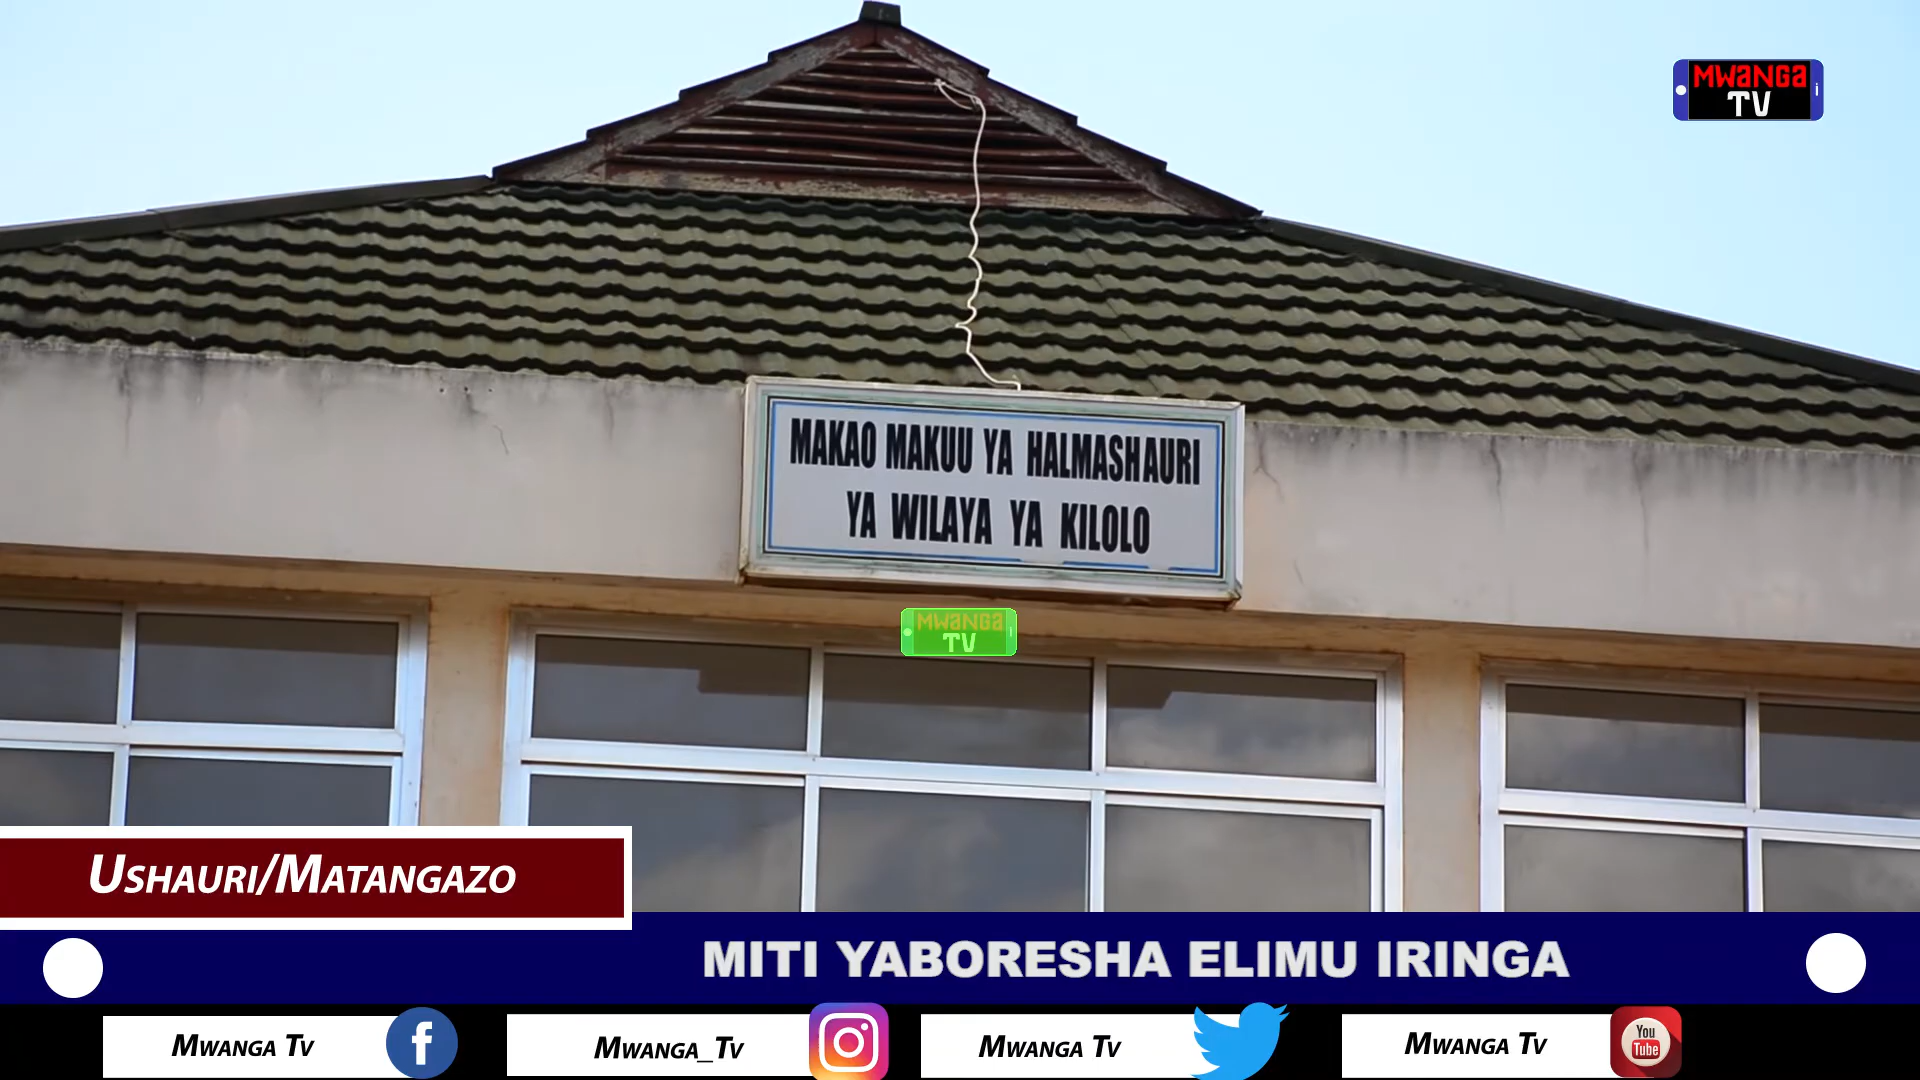 MWANGA
TV
MAKAO MAKUU YA HALMASHAURI
YA WILAYA YA KILOLO
MWANGA
TV
USHAURI/MATANGAZO
MITI YABORESHA ELIMU IRINGA
MWANGA TV
MWANGA_TV
MWANGA TV
MWANGA TV
You
Tube